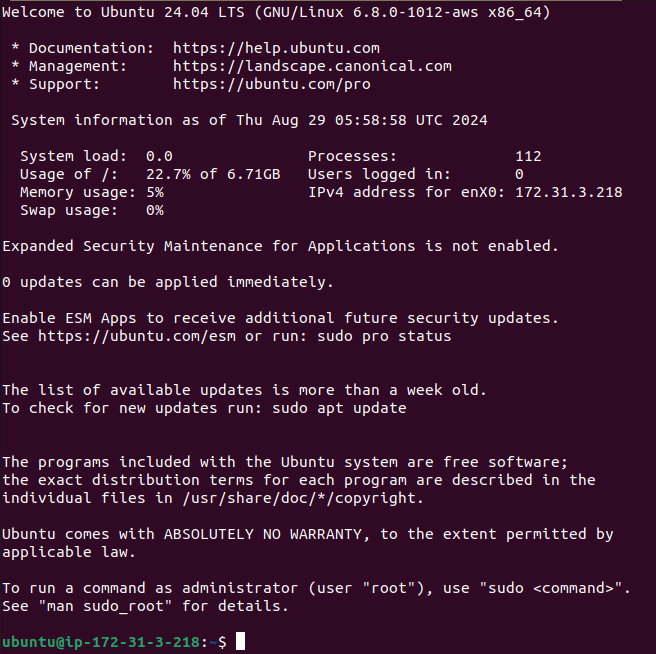 Welcome to Ubuntu 24.04 LTS (GNU/Linux 6.8.0-1012-aws x86_64)
* Documentation:  https://help.ubuntu.com
* Management:     https://landscape.canonical.com
* Support:        https://ubuntu.com/pro
System information as of Thu Aug 29 05:58:58 UTC 2024
System load:  0.0               Processes:             112
Usage of /:   22.7% of 6.71GB   Users logged in:       0
Memory usage: 5%                IPv4 address for enX0: 172.31.3.218
Swap usage:   0%
Expanded Security Maintenance for Applications is not enabled.
0 updates can be applied immediately.
Enable ESM Apps to receive additional future security updates.
See https://ubuntu.com/esm or run: sudo pro status
The list of available updates is more than a week old.
To check for new updates run: sudo apt update
The programs included with the Ubuntu system are free software;
the exact distribution terms for each program are described in the
individual files in /usr/share/doc/*/copyright.
Ubuntu comes with ABSOLUTELY NO WARRANTY, to the extent permitted by
applicable law.
To run a command as administrator (user "root"), use "sudo <command>".
See "man sudo_root" for details.
ubuntu@ip-172-31-3-218:~$